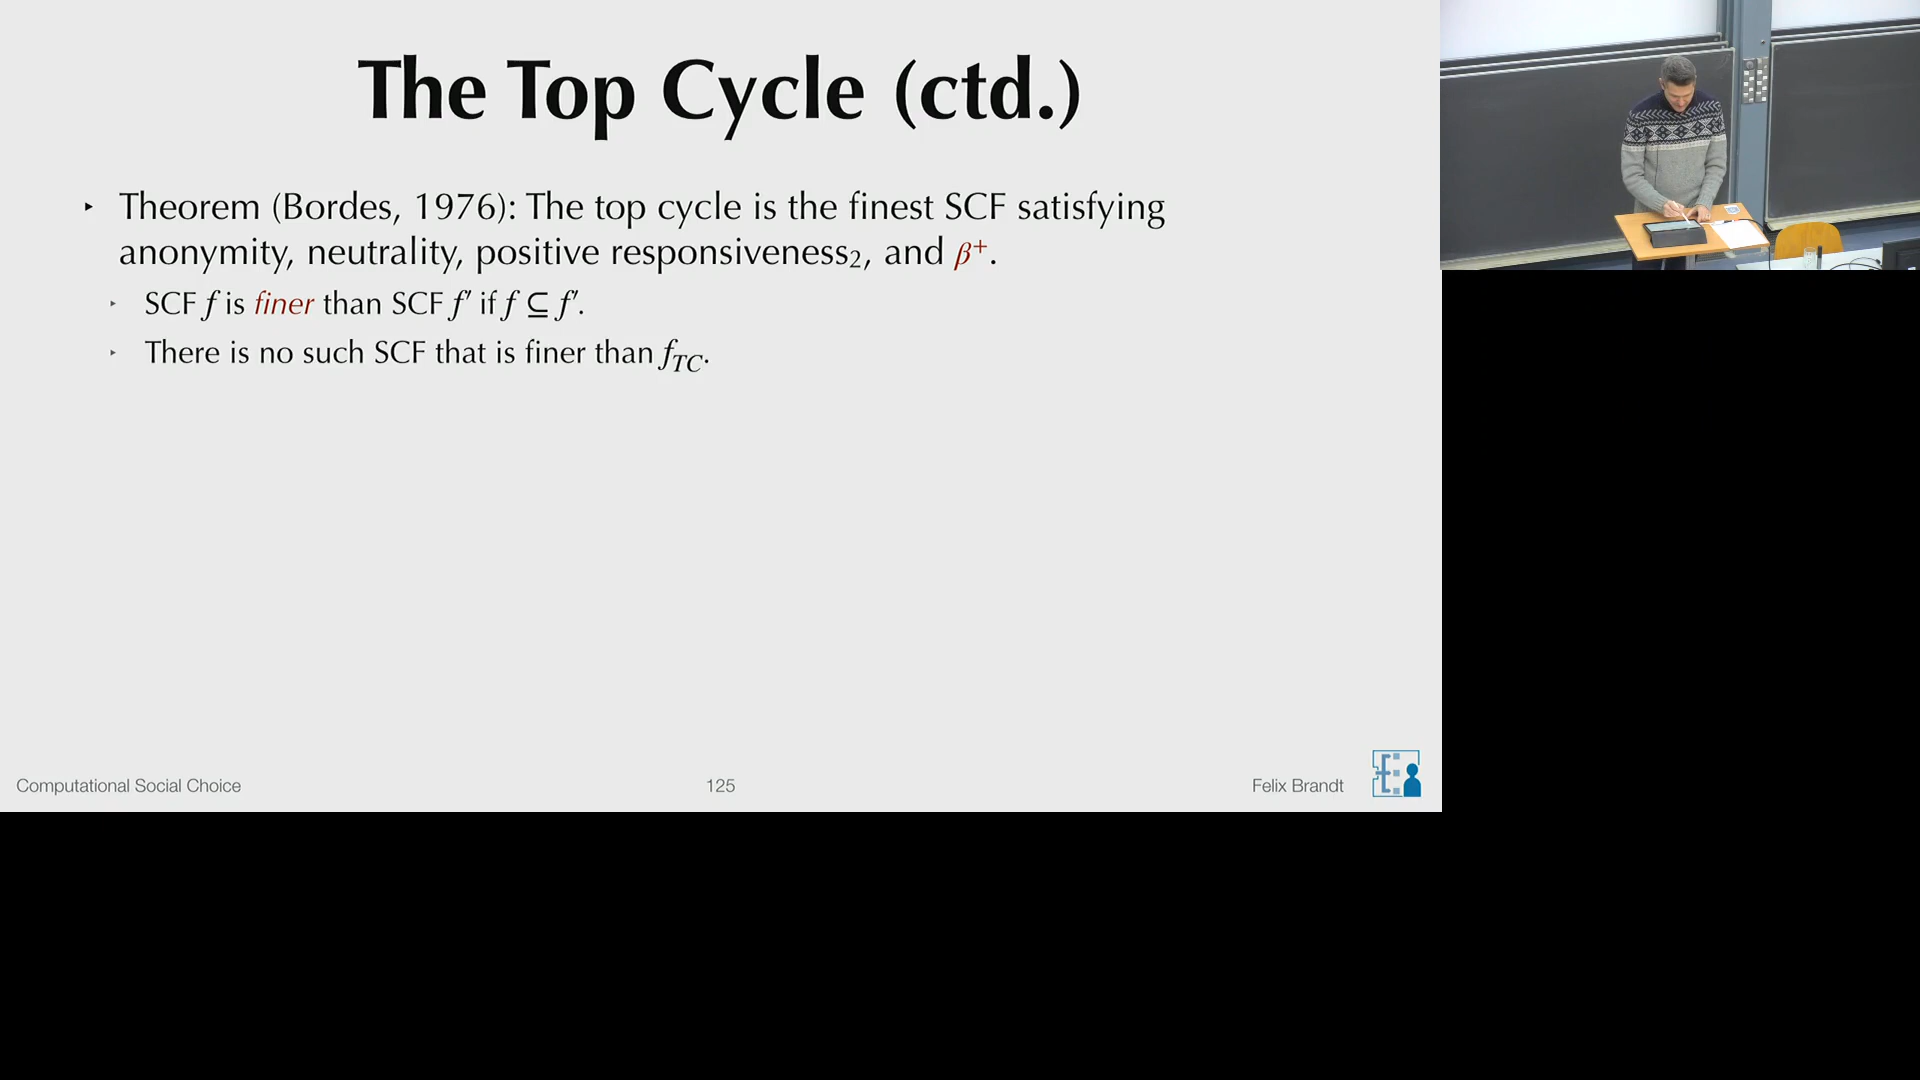 The Top Cycle (ctd.)
‣ Theorem (Bordes, 1976): The top cycle is the finest SCF satisfying
anonymity, neutrality, positive responsiveness₂, and β⁺.
‣ SCF f is finer than SCF f′ if f ⊆ f′.
‣ There is no such SCF that is finer than f_TC.
Computational Social Choice
125
Felix Brandt